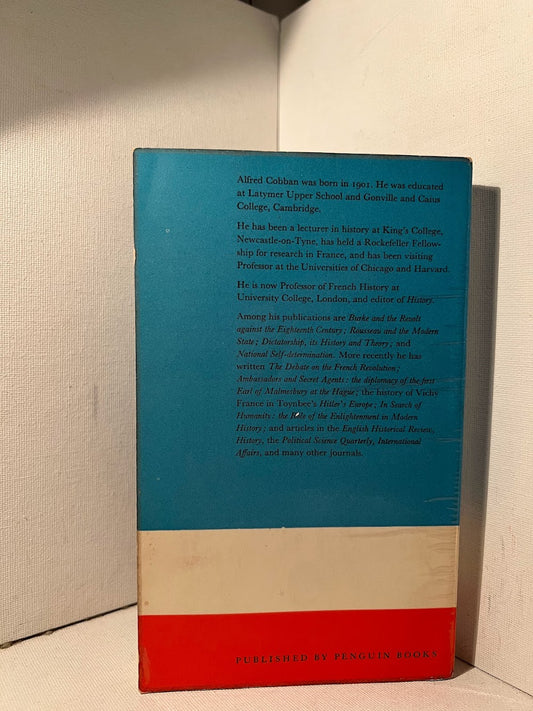 Alfred Cobban was born in 1901. He was educated
at Latymer Upper School and Gonville and Caius
College, Cambridge.
He has been a lecturer in history at King's College,
Newcastle-on-Tyne, has held a Rockefeller Fellow-
ship for research in France, and has been visiting
Professor at the Universities of Chicago and Harvard.
He is now Professor of French History at
University College, London, and editor of History.
Among his publications are Burke and the Revolt
against the Eighteenth Century; Rousseau and the Modern
State; Dictatorship, its History and Theory; and
National Self-determination. More recently he has
written The Debate on the French Revolution;
Ambassadors and Secret Agents: the diplomacy of the first
Earl of Malmesbury at the Hague; the history of Vichy
France in Toynbee's Hitler's Europe; In Search of
Humanity: the Role of the Enlightenment in Modern
History; and articles in the English Historical Review,
History, the Political Science Quarterly, International
Affairs, and many other journals.
PUBLISHED BY PENGUIN BOOKS